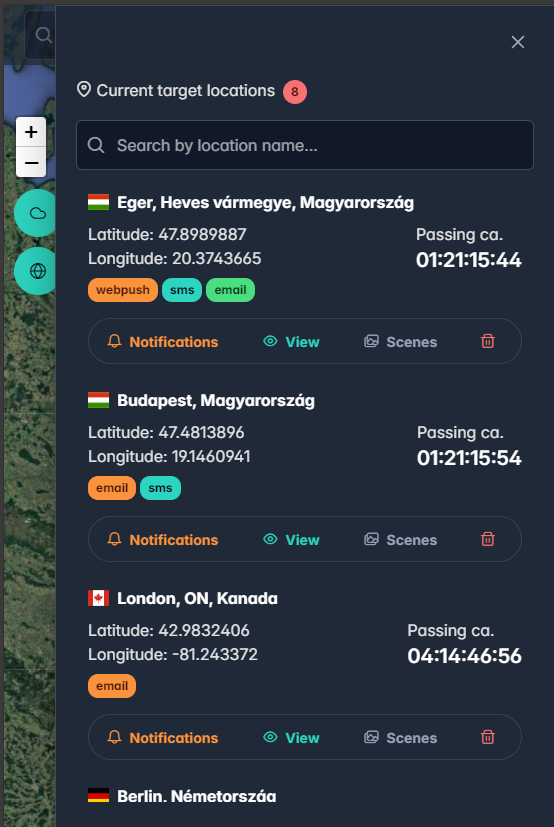 Current target locations 8
Search by location name...
Eger, Heves vármegye, Magyarország
Latitude: 47.8989887
Longitude: 20.3743665
Passing ca.
01:21:15:44
webpush sms email
Notifications View Scenes
Budapest, Magyarország
Latitude: 47.4813896
Longitude: 19.1460941
Passing ca.
01:21:15:54
email sms
Notifications View Scenes
London, ON, Kanada
Latitude: 42.9832406
Longitude: -81.243372
Passing ca.
04:14:46:56
email
Notifications View Scenes
Berlin, Németország